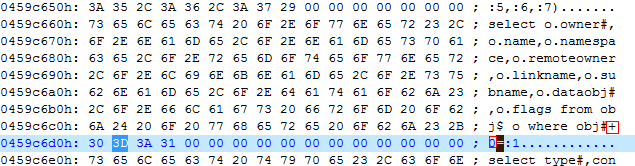 0459c650h: 3A 35 2C 3A 36 2C 3A 37 29 00 00 00 00 00 00 00 ; :5,:6,:7).......
0459c660h: 73 65 6C 65 63 74 20 6F 2E 6F 77 6E 65 72 23 2C ; select o.owner#,
0459c670h: 6F 2E 6E 61 6D 65 2C 6F 2E 6E 61 6D 65 73 70 61 ; o.name,o.namespa
0459c680h: 63 65 2C 6F 2E 72 65 6D 6F 74 65 6F 77 6E 65 72 ; ce,o.remoteowner
0459c690h: 2C 6F 2E 6C 69 6E 6B 6E 61 6D 65 2C 6F 2E 73 75 ; ,o.linkname,o.su
0459c6a0h: 62 6E 61 6D 65 2C 6F 2E 64 61 74 61 6F 62 6A 23 ; bname,o.dataobj#
0459c6b0h: 2C 6F 2E 66 6C 61 67 73 20 66 72 6F 6D 20 6F 62 ; ,o.flags from ob
0459c6c0h: 6A 24 20 6F 20 77 68 65 72 65 20 6F 62 6A 23 2B ; j$ o where obj#+
0459c6d0h: 30 3D 3A 31 00 00 00 00 00 00 00 00 00 00 00 00 ; 0=:1............
0459c6e0h: 73 65 6C 65 63 74 20 74 79 70 65 23 2C 63 6F 6E ; select type#,con